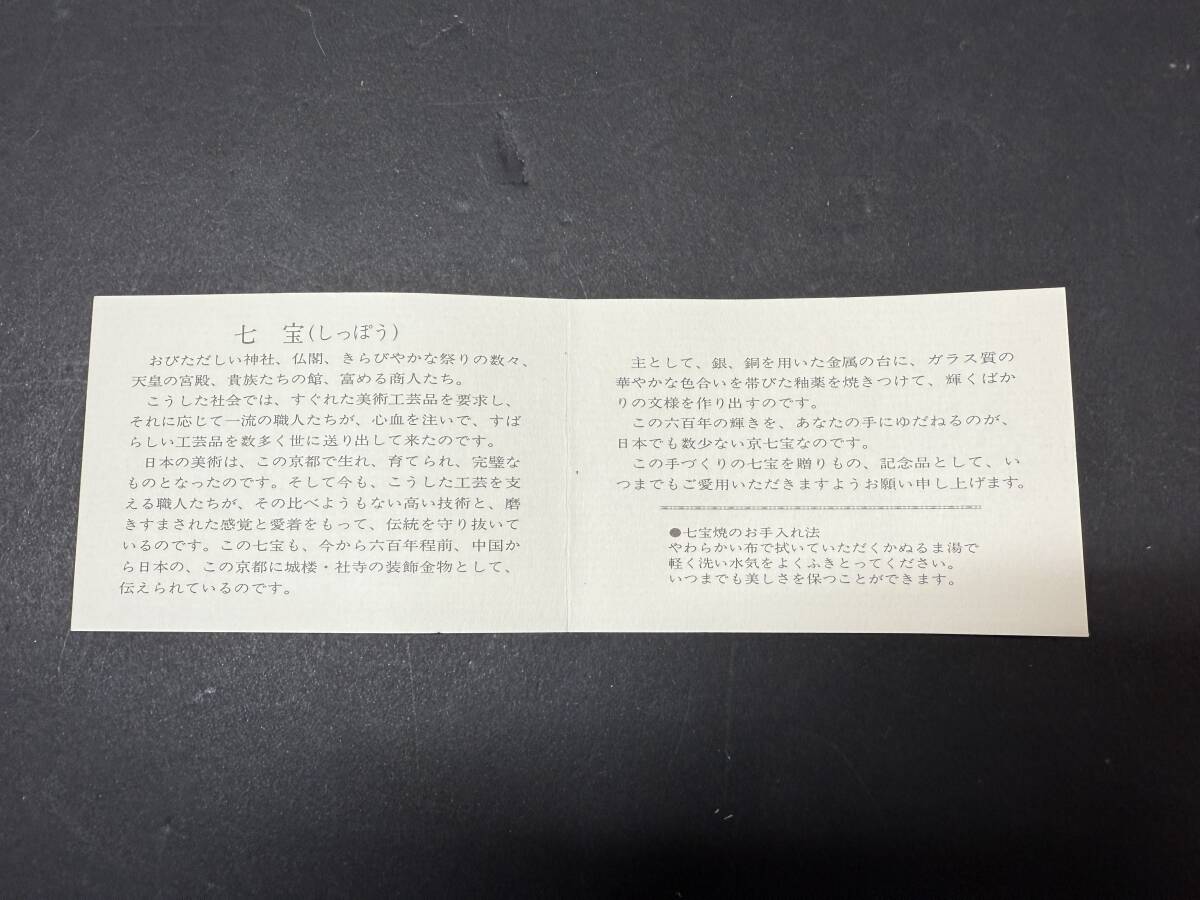 七 宝(しっぽう)
おびただしい神社、仏閣、きらびやかな祭りの数々、
天皇の宮殿、貴族たちの館、富める商人たち。
こうした社会では、すぐれた美術工芸品を要求し、
それに応じて一流の職人たちが、心血を注いで、すば
らしい工芸品を数多く世に送り出して来たのです。
日本の美術は、この京都で生れ、育てられ、完璧な
ものとなったのです。そして今も、こうした工芸を支
える職人たちが、その比べようもない高い技術と、磨
きすまされた感覚と愛着をもって、伝統を守り抜いて
いるのです。この七宝も、今から六百年程前、中国か
ら日本の、この京都に城楼・社寺の装飾金物として、
伝えられているのです。
主として、銀、銅を用いた金属の台に、ガラス質の
華やかな色合いを帯びた釉薬を焼きつけて、輝くばか
りの文様を作り出すのです。
この六百年の輝きを、あなたの手にゆだねるのが、
日本でも数少ない京七宝なのです。
この手づくりの七宝を贈りもの、記念品として、い
つまでもご愛用いただきますようお願い申し上げます。
●七宝焼のお手入れ法
やわらかい布で拭いていただくかぬるま湯で
軽く洗い水気をよくふきとってください。
いつまでも美しさを保つことができます。